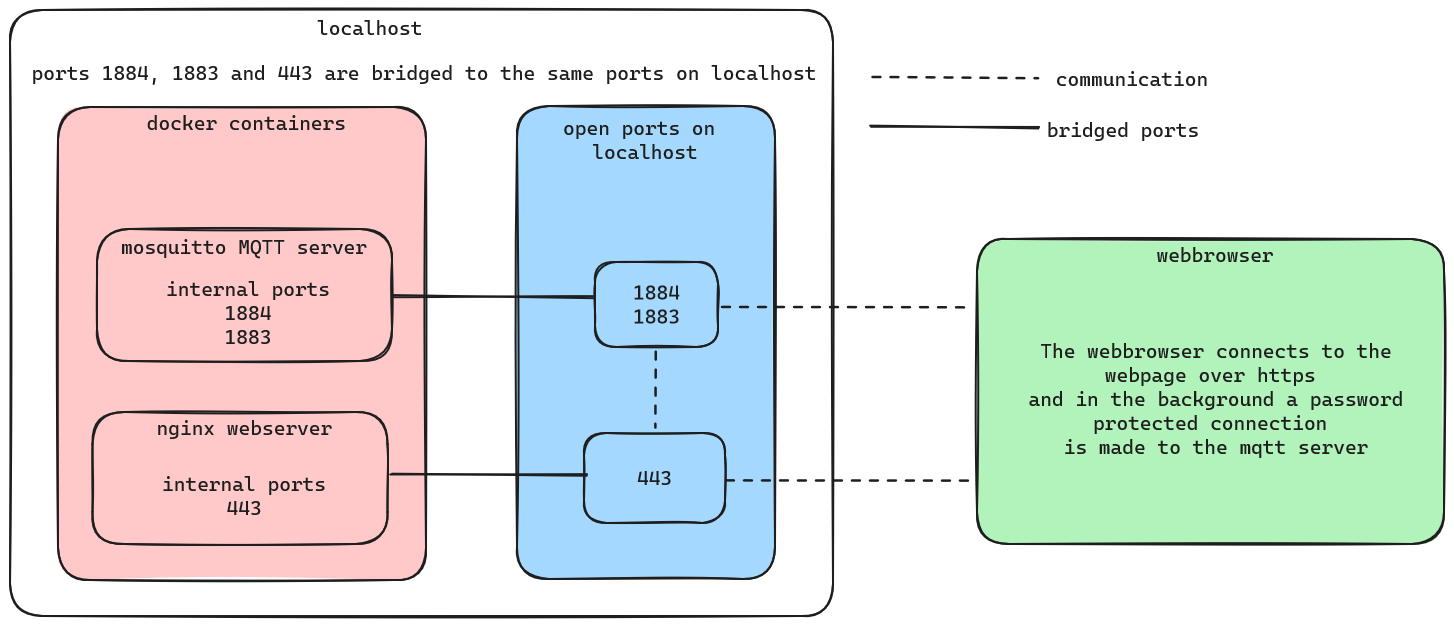 localhost
ports 1884, 1883 and 443 are bridged to the same ports on localhost
docker containers
mosquitto MQTT server
internal ports
1884
1883
nginx webserver
internal ports
443
open ports on
localhost
1884
1883
443
communication
bridged ports
webbrowser
The webbrowser connects to the
webpage over https
and in the background a password
protected connection
is made to the mqtt server